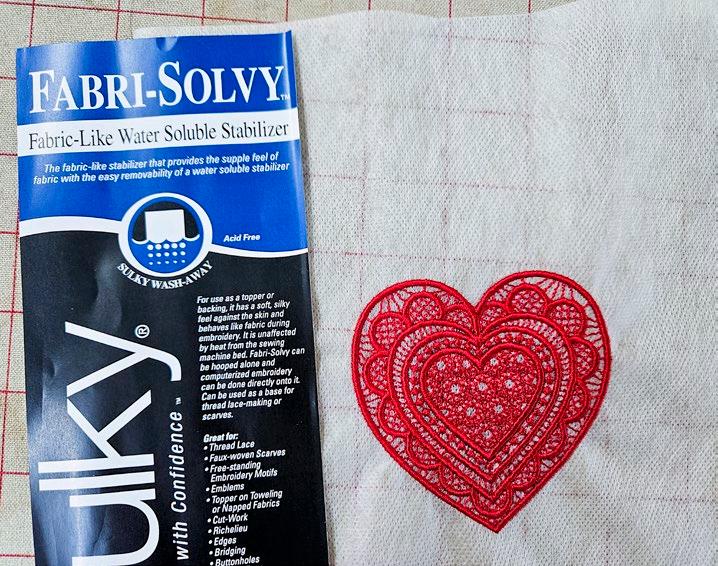 FABRI-SOLVY™
Fabric-Like Water Soluble Stabilizer
The fabric-like stabilizer that provides the supple feel of
fabric with the easy removability of a water soluble stabilizer
Acid Free
SULKY WASH-AWAY
For use as a topper or
backing, it has a soft, silky
feel against the skin and
behaves like fabric during
embroidery. It is unaffected
by heat from the sewing
machine bed. Fabri-Solvy can
be hooped alone and
computerized embroidery
can be done directly onto it.
Can be used as a base for
thread lace-making or
scarves.
Great for:
• Thread Lace
• Faux-woven Scarves
• Free-standing
Embroidery Motifs
• Emblems
• Topper on Toweling
or Napped Fabrics
• Cut-Work
• Richelieu
• Edges
• Bridging
• Buttonholes
ulky®
with Confidence™